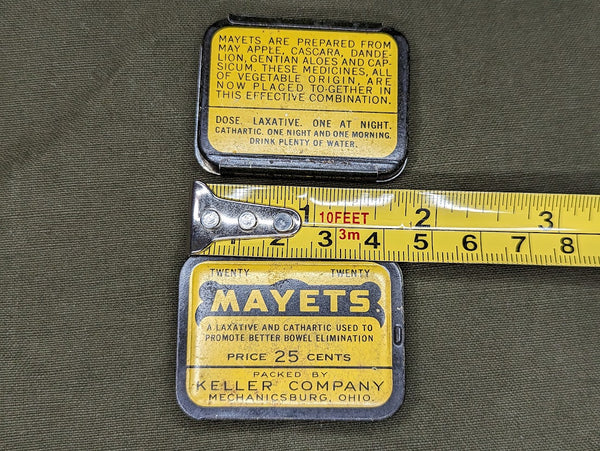 MAYETS ARE PREPARED FROM
MAY APPLE, CASCARA, DANDE-
LION, GENTIAN ALOES AND CAP-
SICUM. THESE MEDICINES, ALL
OF VEGETABLE ORIGIN, ARE
NOW PLACED TO-GETHER IN
THIS EFFECTIVE COMBINATION.
DOSE. LAXATIVE. ONE AT NIGHT.
CATHARTIC. ONE NIGHT AND ONE MORNING.
DRINK PLENTY OF WATER.
1 10FEET 2 3
1 2 3 3m 4 5 6 7 8
TWENTY TWENTY
MAYETS
A LAXATIVE AND CATHARTIC USED TO
PROMOTE BETTER BOWEL ELIMINATION
PRICE 25 CENTS
PACKED BY
KELLER COMPANY
MECHANICSBURG, OHIO.